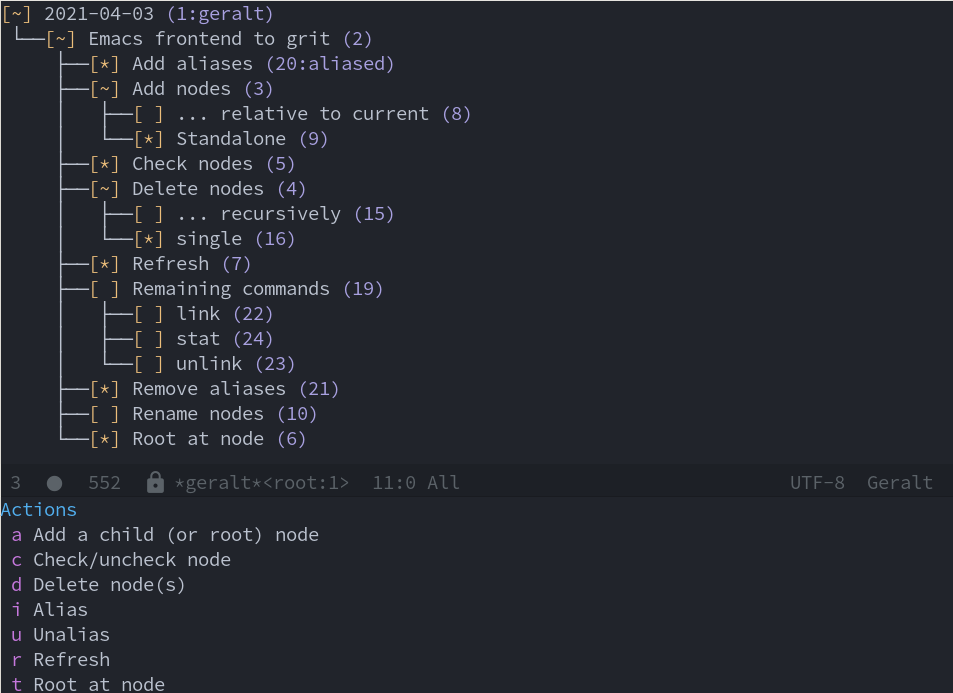 [~] 2021-04-03 (1:geralt)
└──[~] Emacs frontend to grit (2)
    ├──[*] Add aliases (20:aliased)
    ├──[~] Add nodes (3)
    │   ├──[ ] ... relative to current (8)
    │   └──[*] Standalone (9)
    ├──[*] Check nodes (5)
    ├──[~] Delete nodes (4)
    │   ├──[ ] ... recursively (15)
    │   └──[*] single (16)
    ├──[*] Refresh (7)
    ├──[ ] Remaining commands (19)
    │   ├──[ ] link (22)
    │   ├──[ ] stat (24)
    │   └──[ ] unlink (23)
    ├──[*] Remove aliases (21)
    ├──[ ] Rename nodes (10)
    └──[*] Root at node (6)
3 ● 552 *geralt*<root:1> 11:0 All UTF-8 Geralt
Actions
a Add a child (or root) node
c Check/uncheck node
d Delete node(s)
i Alias
u Unalias
r Refresh
t Root at node